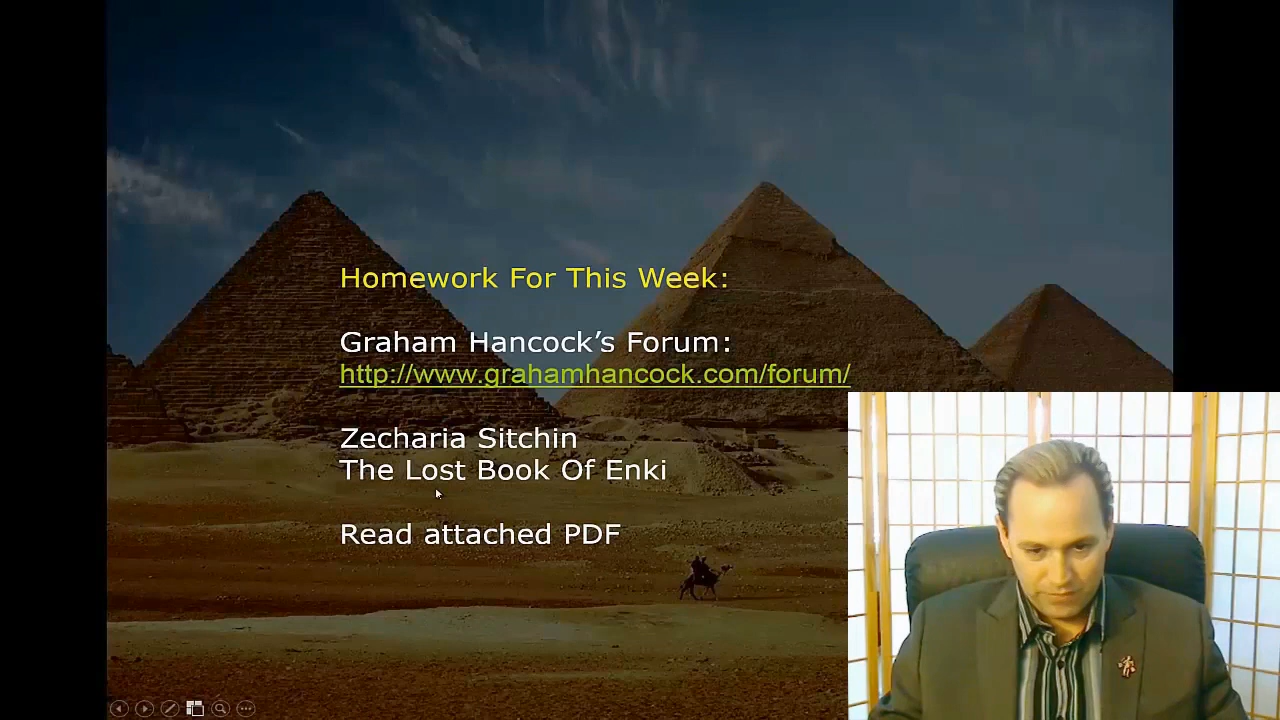 Homework For This Week:
Graham Hancock’s Forum:
http://www.grahamhancock.com/forum/
Zecharia Sitchin
The Lost Book Of Enki
Read attached PDF